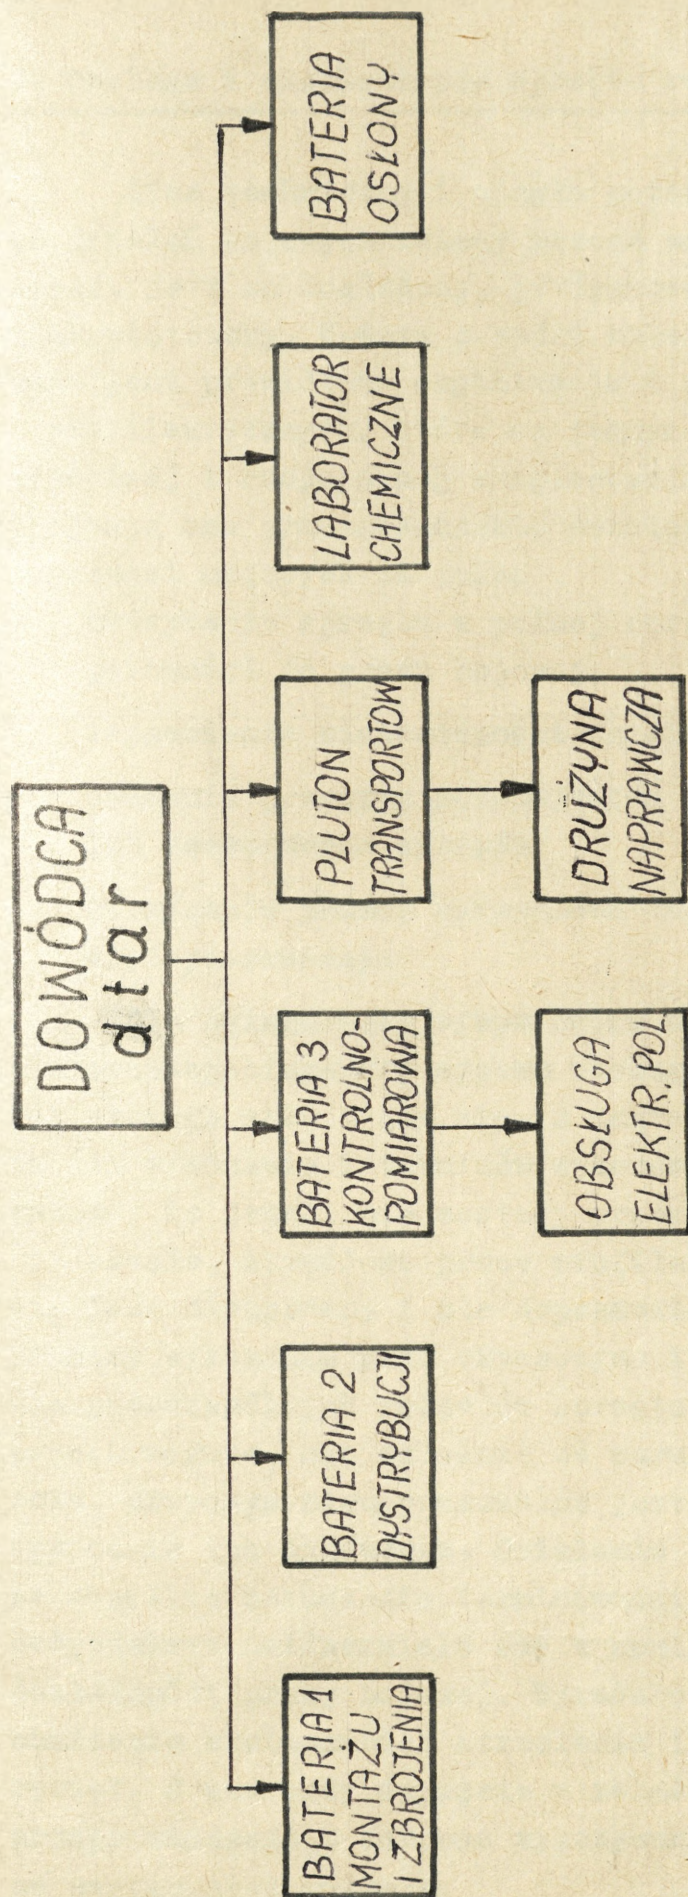 DOWÓDCA
dtar
BATERIA 1
MONTAŻU
I ZBROJENIA
BATERIA 2
DYSTRYBUCJI
BATERIA 3
KONTROLNO-
POMIAROWA
PLUTON
TRANSPORTOW
LABORATOR
CHEMICZNE
BATERIA
OSŁONY
OBSŁUGA
ELEKTR. POL
DRUŻYNA
NAPRAWCZA